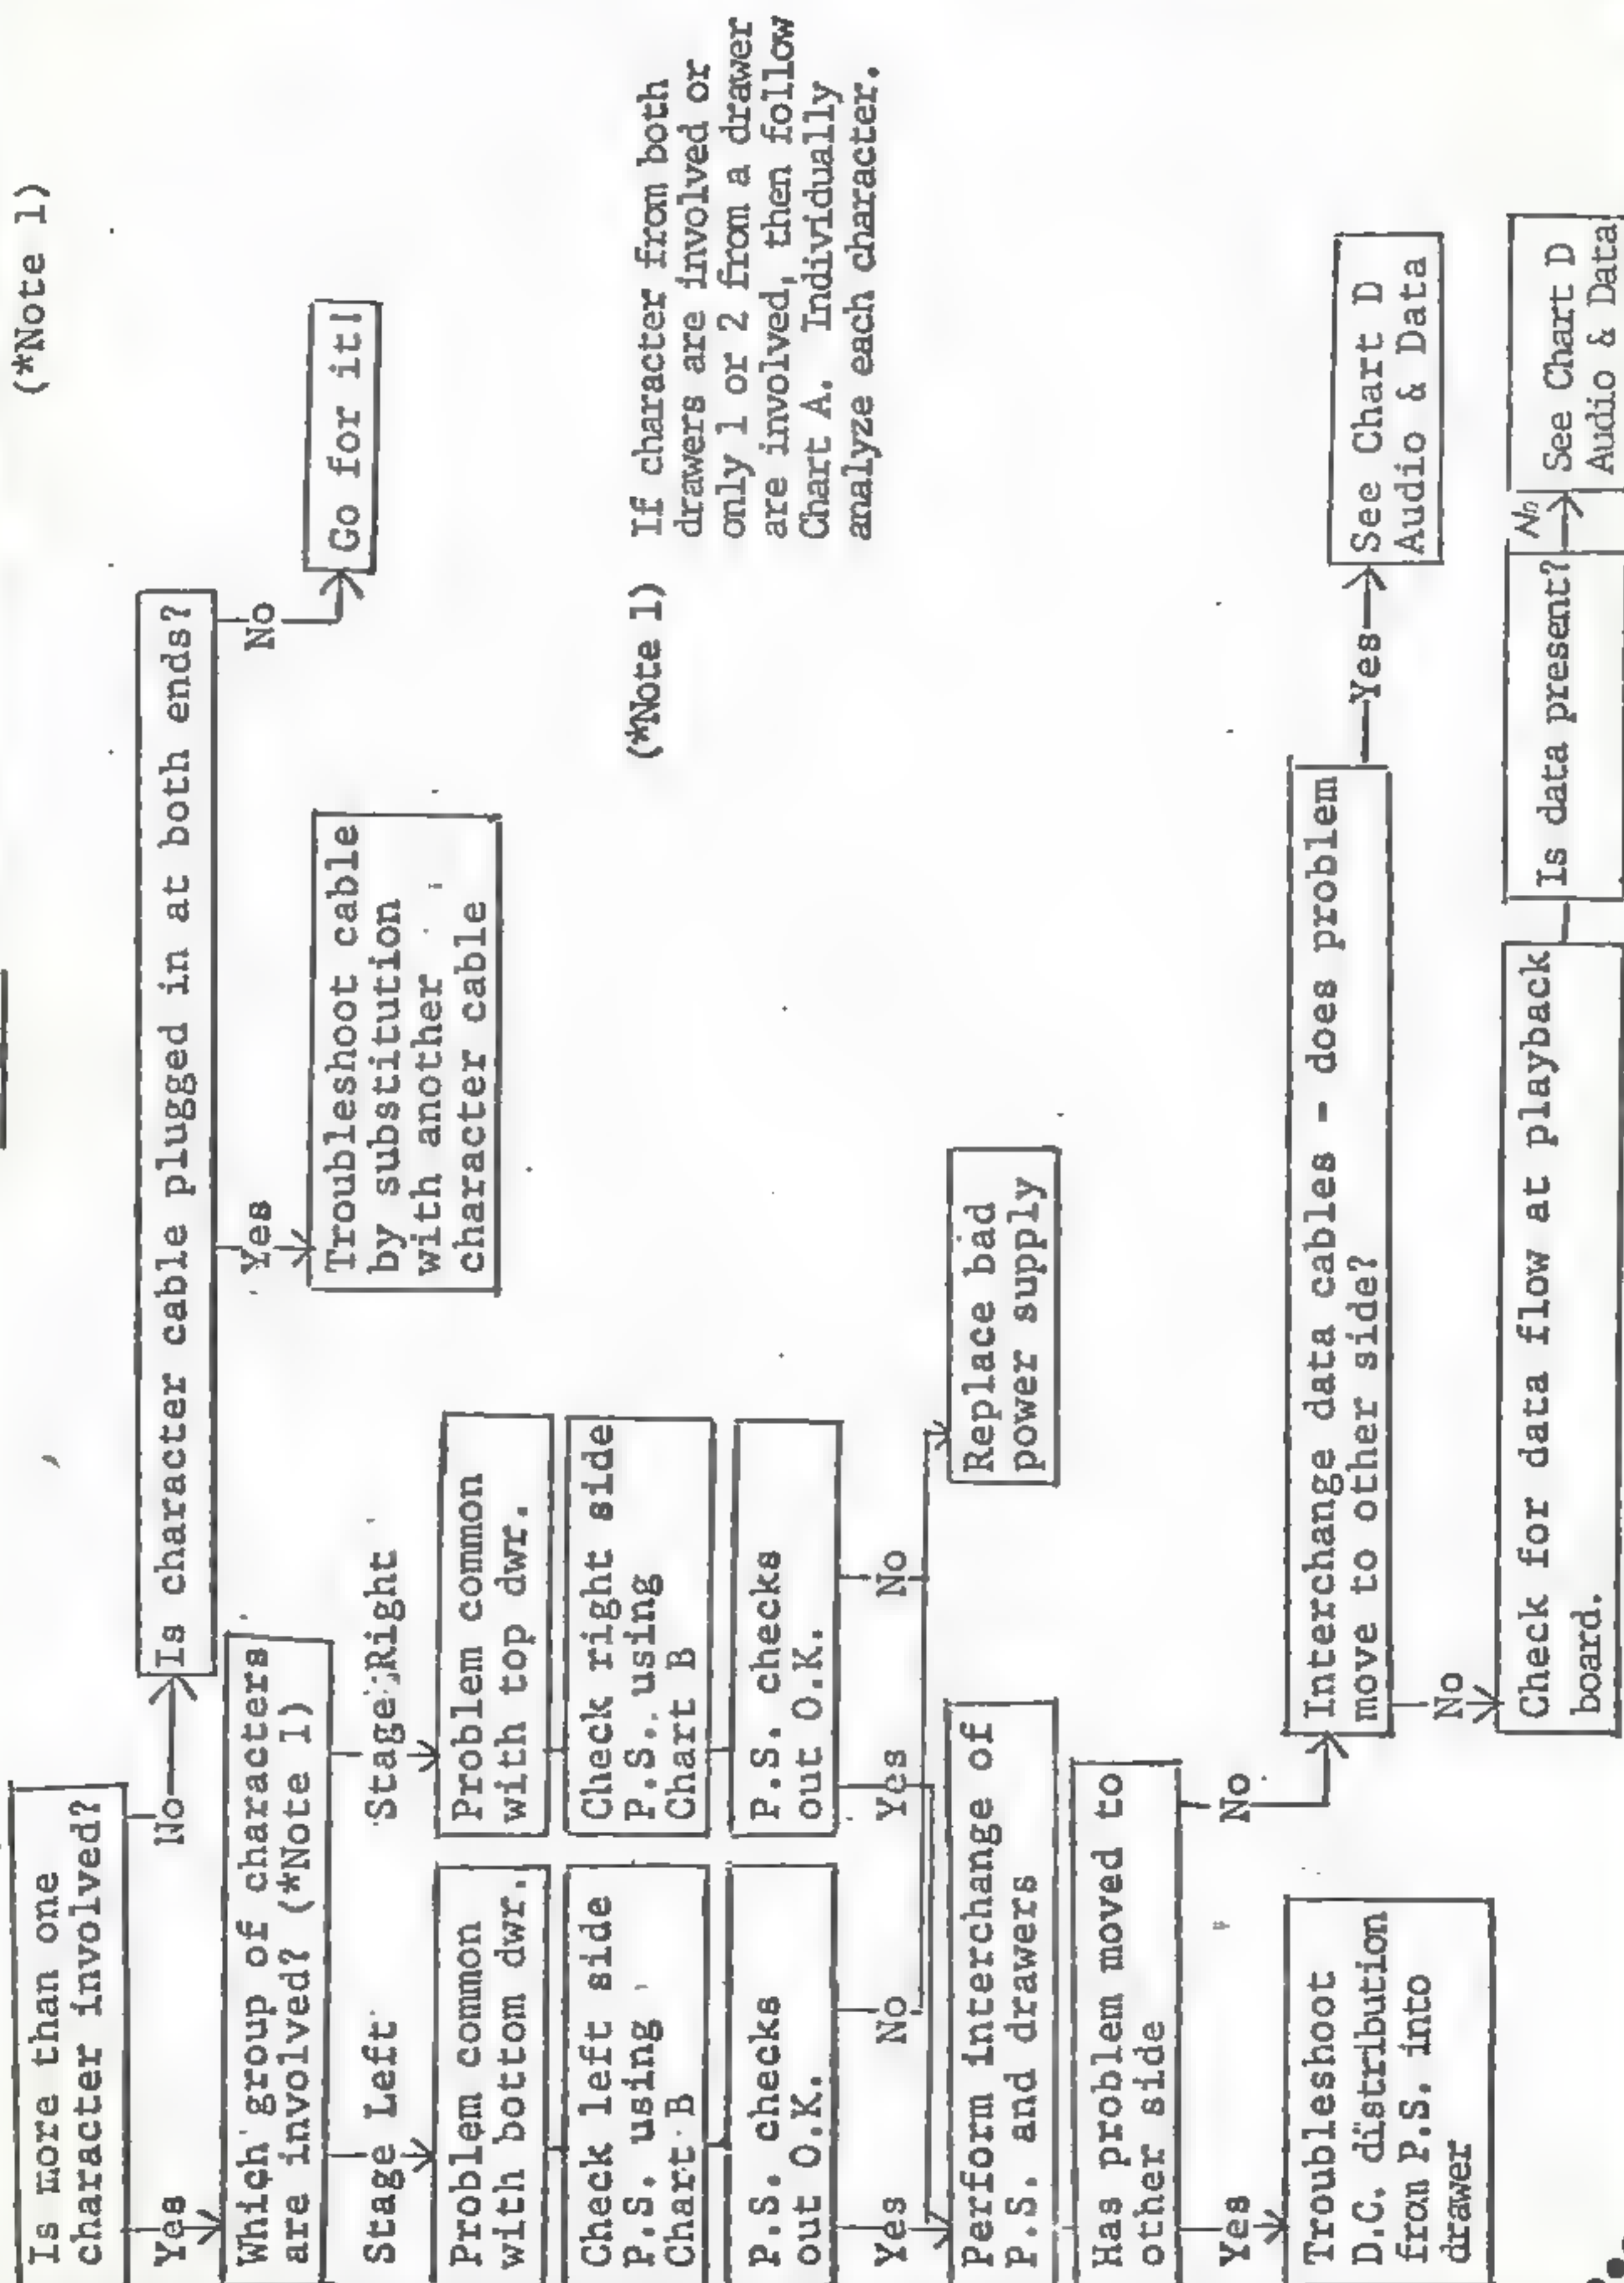 (*Note 1)
Is more than one
character involved?
No
Yes
Is character cable plugged in at both ends?
Yes
No
Troubleshoot cable
by substitution
with another
character cable
Go for it!
Which group of characters
are involved? (*Note 1)
Stage Left
Stage Right
Problem common
with bottom dwr.
Problem common
with top dwr.
Check left side
P.S. using
Chart B
Check right side
P.S. using
Chart B
P.S. checks
out O.K.
P.S. checks
out O.K.
Yes
No
Yes
No
Replace bad
power supply
(*Note 1) If character from both
drawers are involved or
only 1 or 2 from a drawer
are involved, then follow
Chart A. Individually
analyze each character.
Perform interchange of
P.S. and drawers
Has problem moved to
other side
Yes
No
Troubleshoot
D.C. distribution
from P.S. into
drawer
Interchange data cables - does problem
move to other side?
Yes
See Chart D
Audio & Data
No
Check for data flow at playback
board.
Is data present?
No
See Chart D
Audio & Data